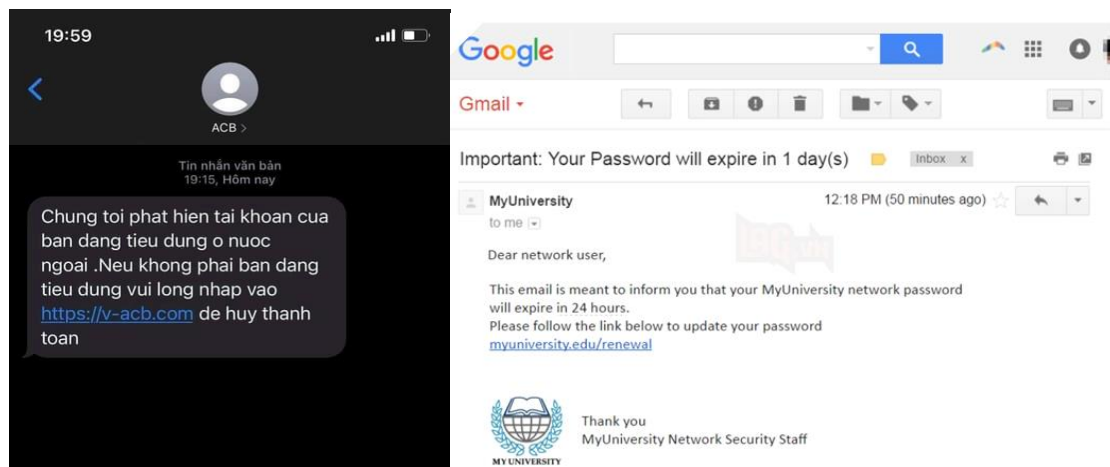 19:59
ACB >
Tin nhắn văn bản
19:15, Hôm nay
Chung toi phat hien tai khoan cua
ban dang tieu dung o nuoc
ngoai .Neu khong phai ban dang
tieu dung vui long nhap vao
https://v-acb.com de huy thanh
toan
Google
Gmail
Important: Your Password will expire in 1 day(s)
Inbox x
MyUniversity
12:18 PM (50 minutes ago)
to me
Dear network user,
This email is meant to inform you that your MyUniversity network password
will expire in 24 hours.
Please follow the link below to update your password
myuniversity.edu/renewal
Thank you
MyUniversity Network Security Staff
MY UNIVERSITY